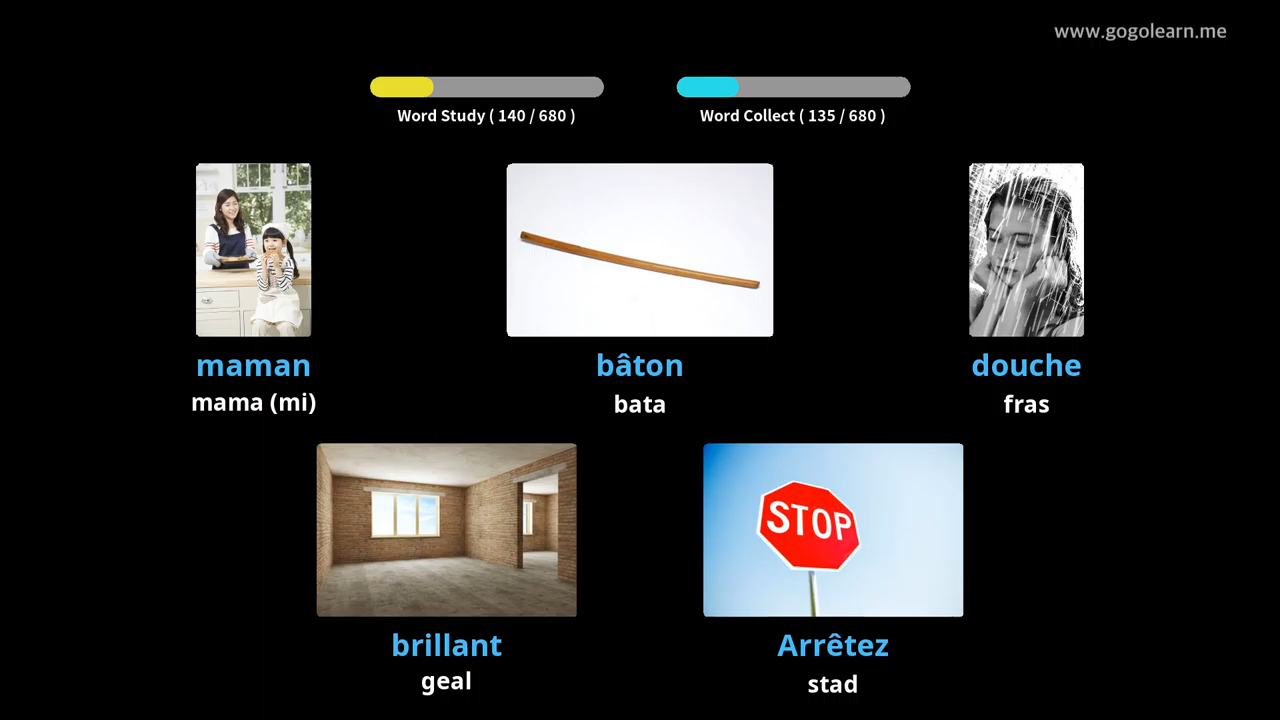 www.gogolearn.me
Word Study ( 140 / 680 )
Word Collect ( 135 / 680 )
maman
mama (mi)
bâton
bata
douche
fras
brillant
geal
STOP
Arrêtez
stad